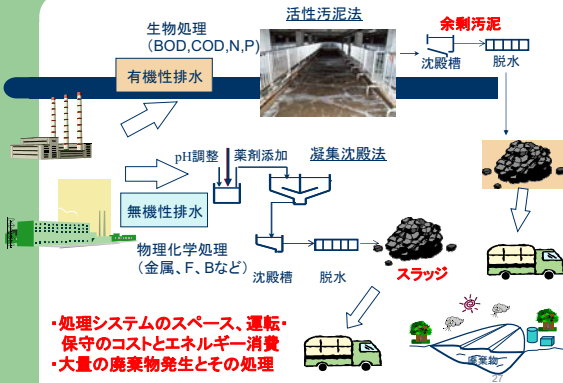 活性汚泥法
生物処理
（BOD,COD,N,P）
余剰汚泥
有機性排水
沈殿槽
脱水
pH調整
薬剤添加
凝集沈殿法
無機性排水
物理化学処理
（金属、F、Bなど）
沈殿槽
脱水
スラッジ
・処理システムのスペース、運転・
保守のコストとエネルギー消費
・大量の廃棄物発生とその処理
廃棄物
27